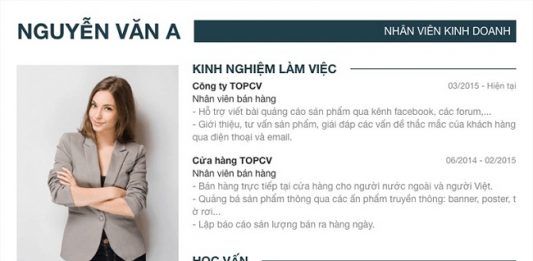 NGUYỄN VĂN A
NHÂN VIÊN KINH DOANH
KINH NGHIỆM LÀM VIỆC
Công ty TOPCV 03/2015 - Hiện tại
Nhân viên bán hàng
- Hỗ trợ viết bài quảng cáo sản phẩm qua kênh facebook, các forum,...
- Giới thiệu, tư vấn sản phẩm, giải đáp các vấn đề thắc mắc của khách hàng
qua điện thoại và email.
Cửa hàng TOPCV 06/2014 - 02/2015
Nhân viên bán hàng
- Bán hàng trực tiếp tại cửa hàng cho người nước ngoài và người Việt.
- Quảng bá sản phẩm thông qua các ấn phẩm truyền thông: banner, poster, t
ờ rơi...
- Lập báo cáo sản lượng bán ra hàng ngày.
HỌC VẤN